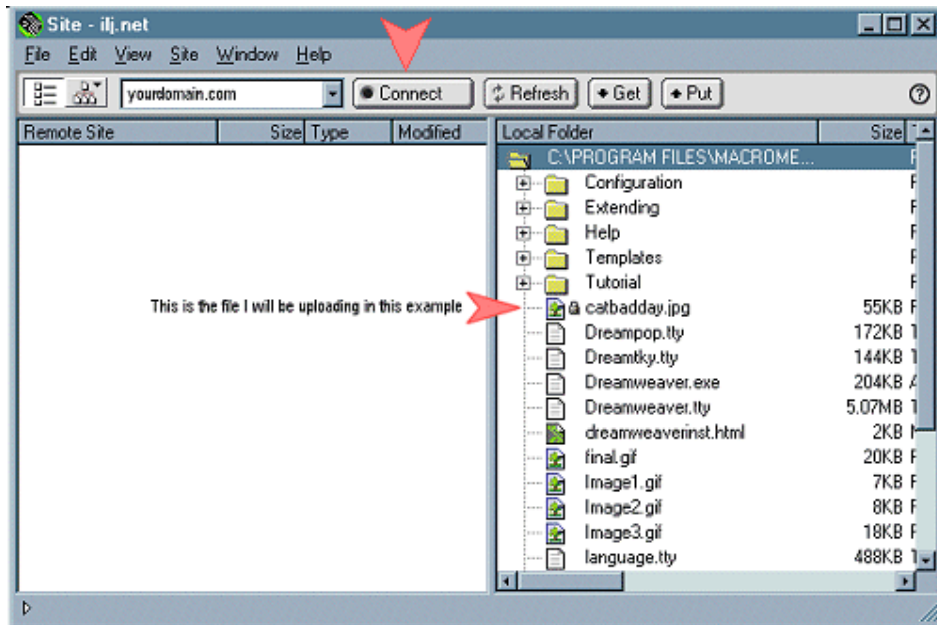 Site - ilj.net
File Edit View Site Window Help
yourdomain.com Connect Refresh Get Put
Remote Site Size Type Modified Local Folder Size
C:\PROGRAM FILES\MACROME...
Configuration
Extending
Help
Templates
Tutorial
This is the file I will be uploading in this example catbadday.jpg 55KB
Dreampop.tty 172KB
Dreamtky.tty 144KB
Dreamweaver.exe 204KB
Dreamweaver.tty 5.07MB
dreamweaverinst.html 2KB
final.gif 20KB
Image1.gif 7KB
Image2.gif 8KB
Image3.gif 18KB
language.tty 488KB